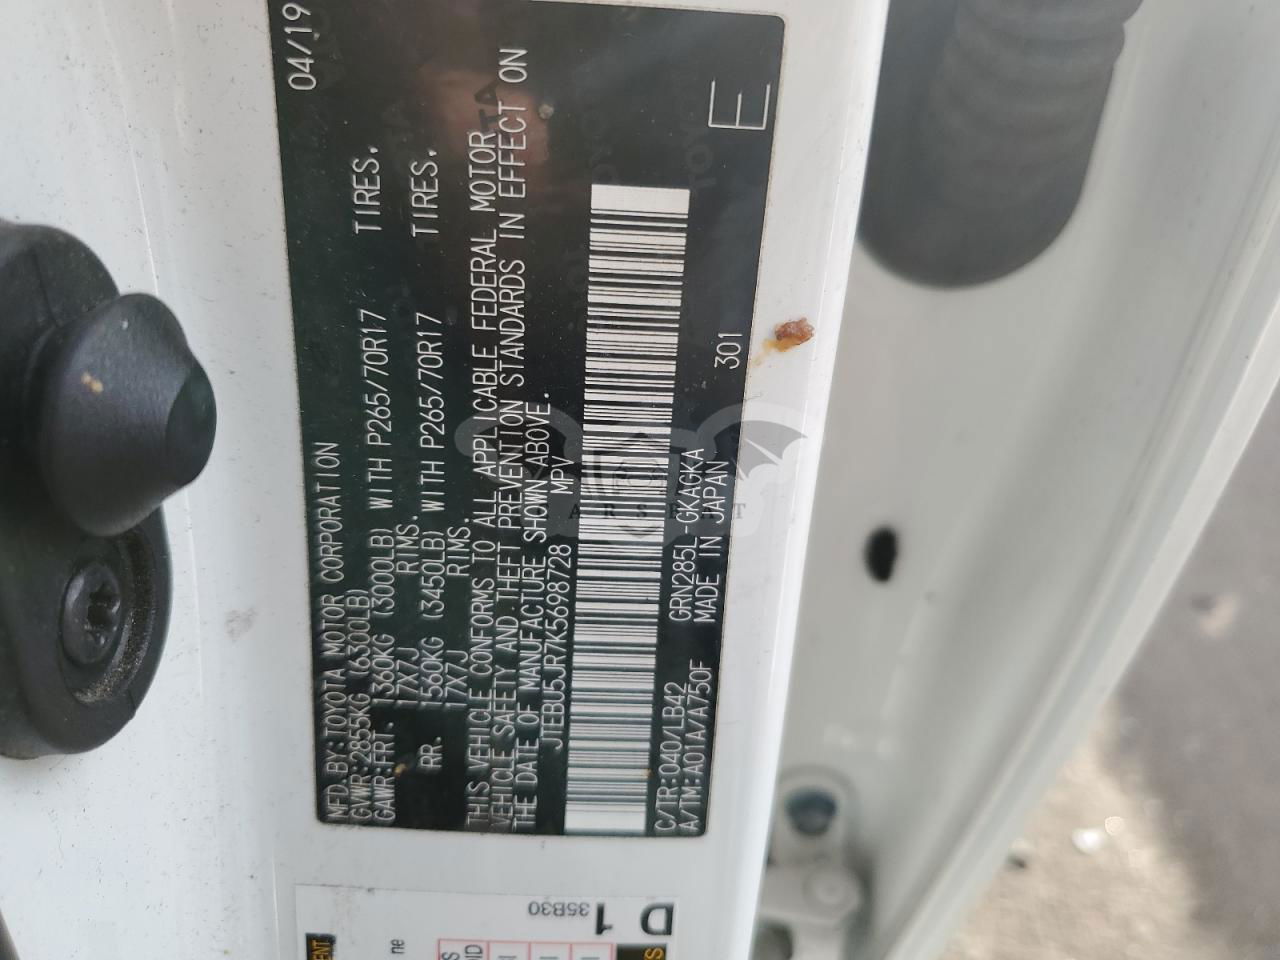 MFD. BY: TOYOTA MOTOR CORPORATION 04/19
GVWR: 2855KG (6300LB)
GAWR: FRT. 1360KG (3000LB) WITH P265/70R17 TIRES.
17X7J RIMS.
RR. 1560KG (3450LB) WITH P265/70R17 TIRES.
17X7J RIMS.
THIS VEHICLE CONFORMS TO ALL APPLICABLE FEDERAL MOTOR
VEHICLE SAFETY AND THEFT PREVENTION STANDARDS IN EFFECT ON
THE DATE OF MANUFACTURE SHOWN ABOVE.
JTEBU5JR7K5698728 MPV
C/TR: 040/LB42 GRN285L-GKAGKA
A/TM: A01A/A750F MADE IN JAPAN 301 E
D 1
35B30